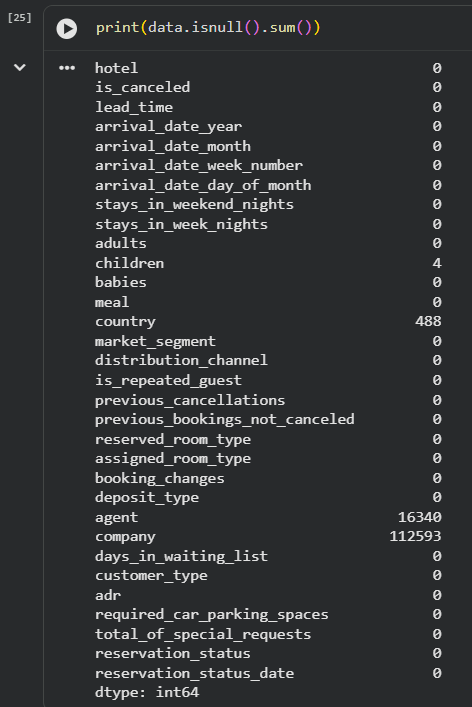 [25]
print(data.isnull().sum())
hotel 0
is_canceled 0
lead_time 0
arrival_date_year 0
arrival_date_month 0
arrival_date_week_number 0
arrival_date_day_of_month 0
stays_in_weekend_nights 0
stays_in_week_nights 0
adults 0
children 4
babies 0
meal 0
country 488
market_segment 0
distribution_channel 0
is_repeated_guest 0
previous_cancellations 0
previous_bookings_not_canceled 0
reserved_room_type 0
assigned_room_type 0
booking_changes 0
deposit_type 0
agent 16340
company 112593
days_in_waiting_list 0
customer_type 0
adr 0
required_car_parking_spaces 0
total_of_special_requests 0
reservation_status 0
reservation_status_date 0
dtype: int64